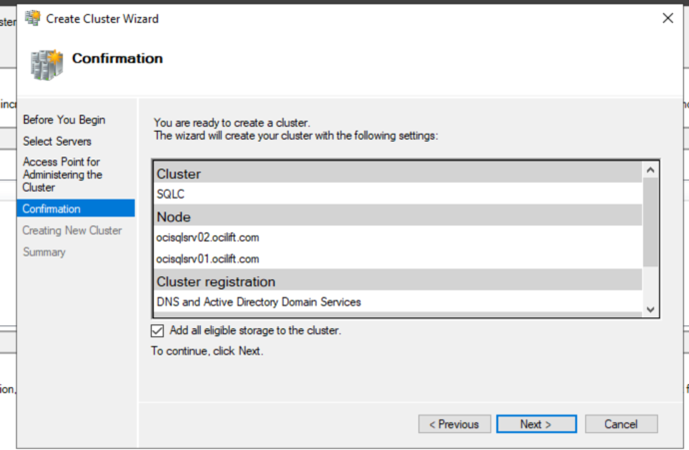 Create Cluster Wizard
Confirmation
Before You Begin
Select Servers
Access Point for
Administering the
Cluster
Confirmation
Creating New Cluster
Summary
You are ready to create a cluster.
The wizard will create your cluster with the following settings:
Cluster
SQLC
Node
ocisqlsrv02.ocilift.com
ocisqlsrv01.ocilift.com
Cluster registration
DNS and Active Directory Domain Services
Add all eligible storage to the cluster.
To continue, click Next.
< Previous
Next >
Cancel